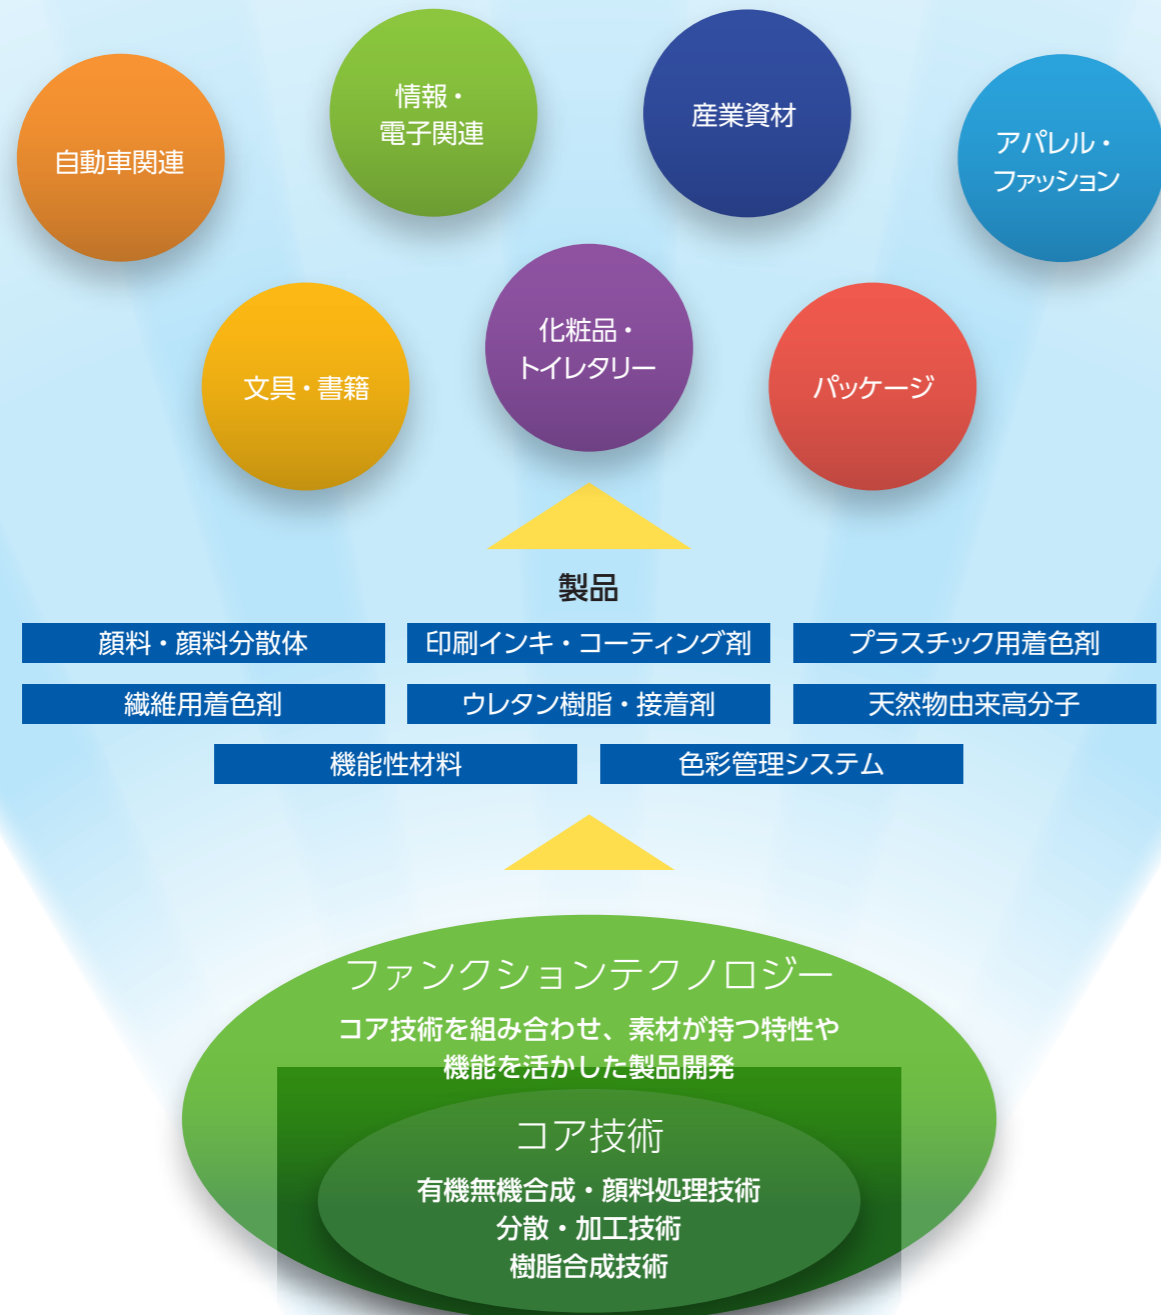 自動車関連
情報・
電子関連
産業資材
アパレル・
ファッション
文具・書籍
化粧品・
トイレタリー
パッケージ
製品
顔料・顔料分散体
印刷インキ・コーティング剤
プラスチック用着色剤
繊維用着色剤
ウレタン樹脂・接着剤
天然物由来高分子
機能性材料
色彩管理システム
ファンクションテクノロジー
コア技術を組み合わせ、素材が持つ特性や
機能を活かした製品開発
コア技術
有機無機合成・顔料処理技術
分散・加工技術
樹脂合成技術